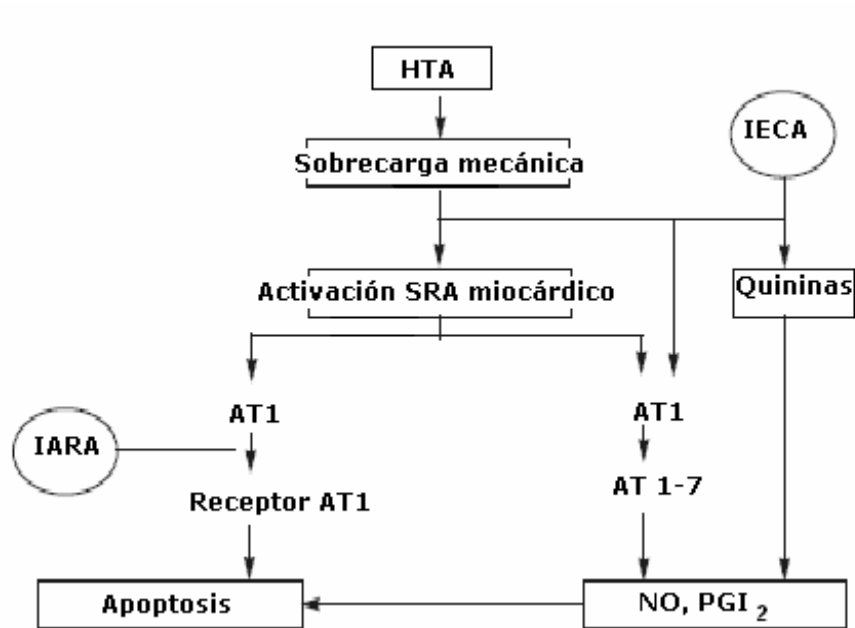 HTA
IECA
Sobrecarga mecánica
Activación SRA miocárdico
Quininas
AT1
AT1
IARA
Receptor AT1
AT 1-7
Apoptosis
NO, PGI 2